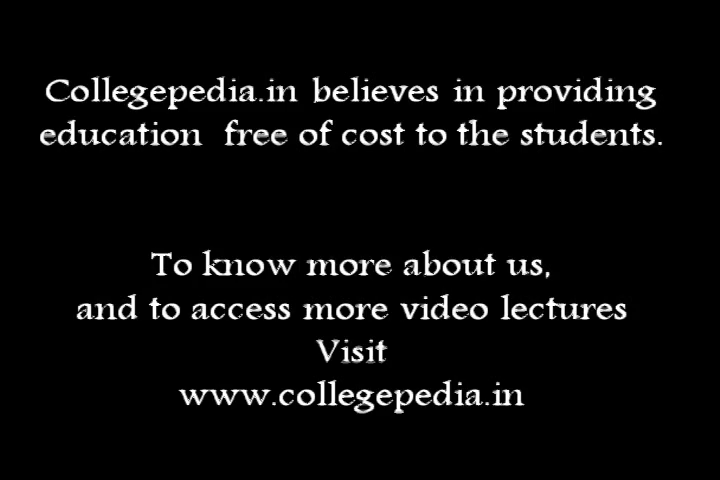 Collegepedia.in believes in providing
education free of cost to the students.
To know more about us,
and to access more video lectures
Visit
www.collegepedia.in